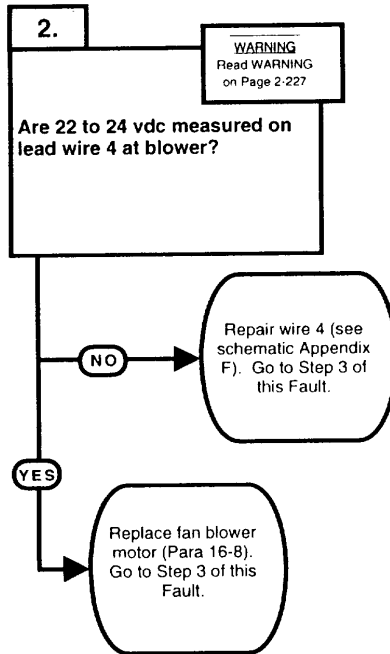 2.
WARNING
Read WARNING
on Page 2-227
Are 22 to 24 vdc measured on
lead wire 4 at blower?
NO
Repair wire 4 (see
schematic Appendix
F). Go to Step 3 of
this Fault.
YES
Replace fan blower
motor (Para 16-8).
Go to Step 3 of this
Fault.